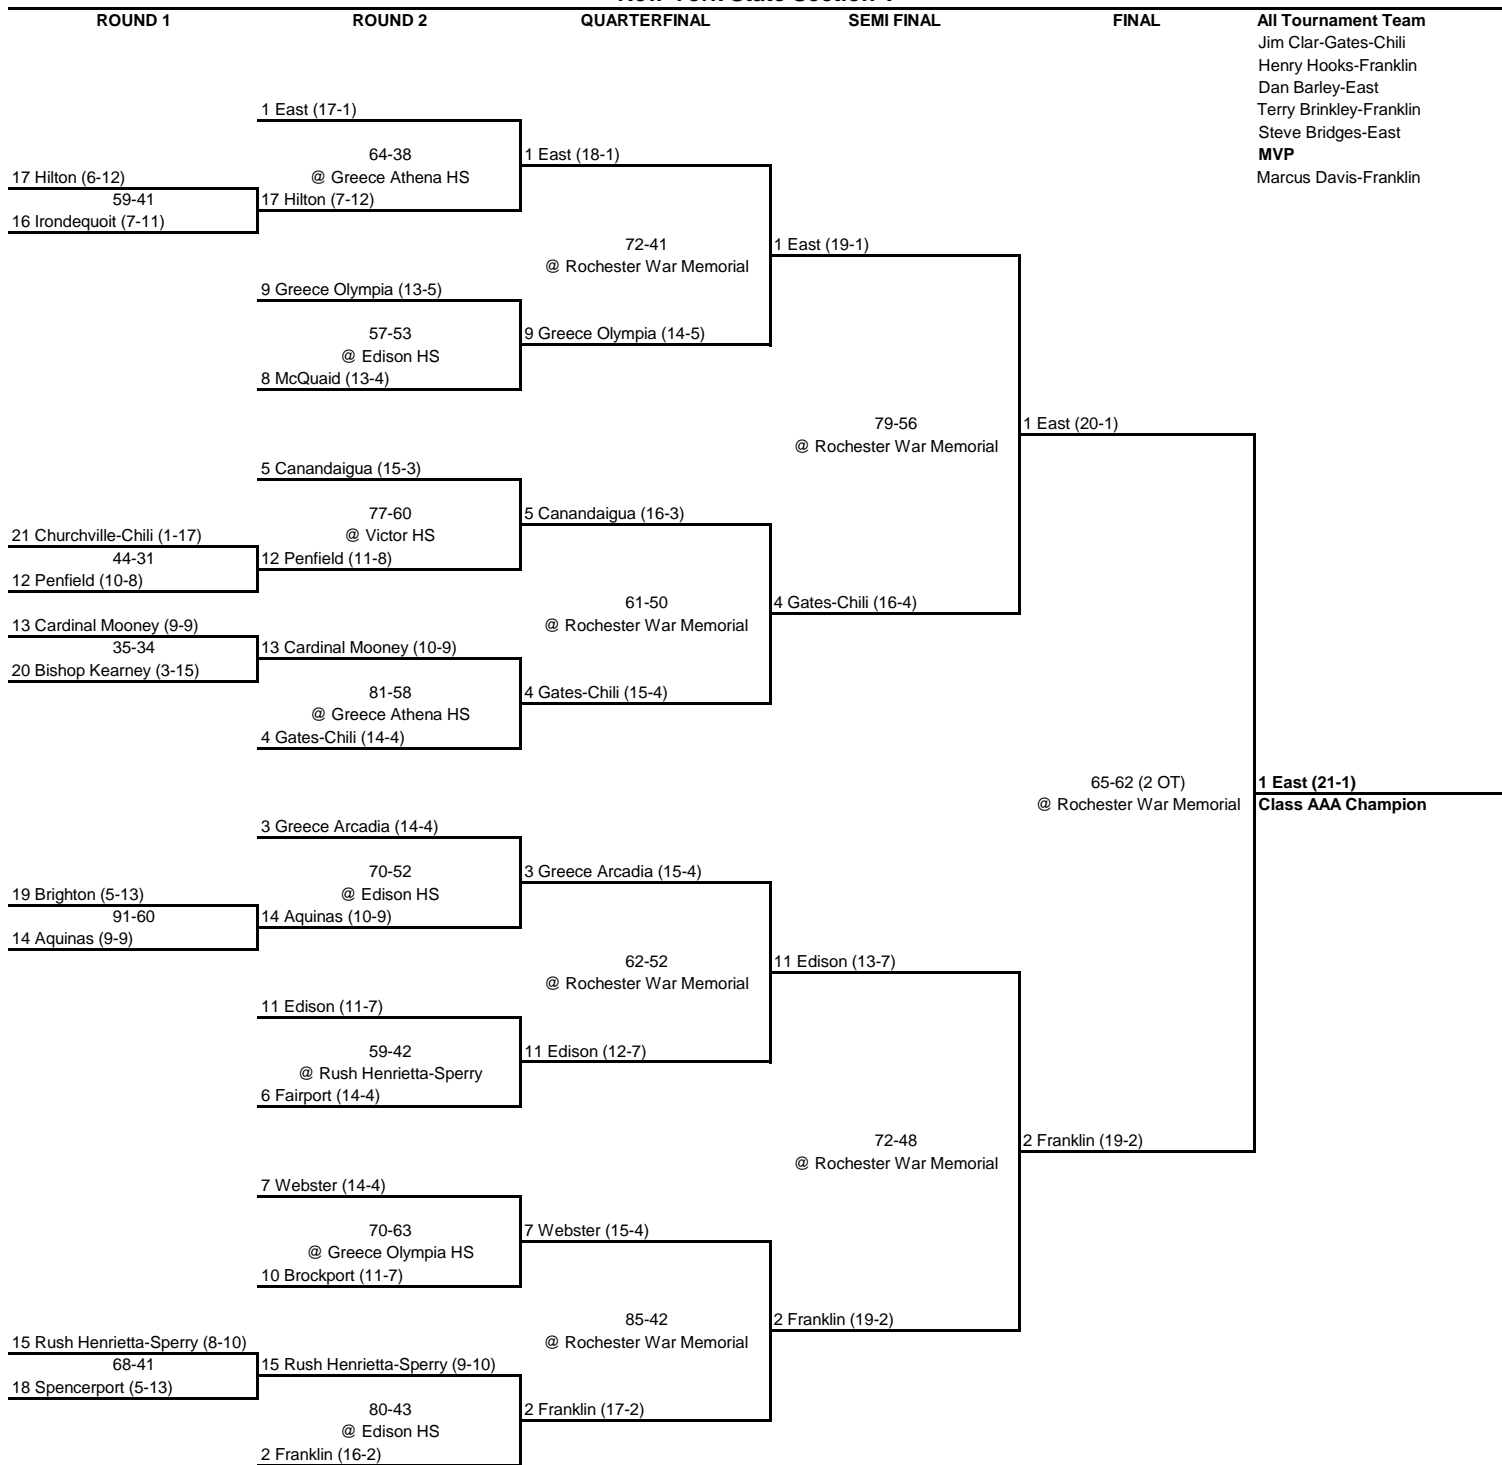 ROUND 1 ROUND 2 QUARTERFINAL SEMI FINAL FINAL All Tournament Team
Jim Clar-Gates-Chili
Henry Hooks-Franklin
Dan Barley-East
1 East (17-1) Terry Brinkley-Franklin
Steve Bridges-East
64-38 1 East (18-1) MVP
17 Hilton (6-12) @ Greece Athena HS Marcus Davis-Franklin
59-41 17 Hilton (7-12)
16 Irondequoit (7-11)
72-41 1 East (19-1)
@ Rochester War Memorial
9 Greece Olympia (13-5)
57-53 9 Greece Olympia (14-5)
@ Edison HS
8 McQuaid (13-4)
79-56 1 East (20-1)
@ Rochester War Memorial
5 Canandaigua (15-3)
77-60 5 Canandaigua (16-3)
21 Churchville-Chili (1-17) @ Victor HS
44-31 12 Penfield (11-8)
12 Penfield (10-8)
61-50 4 Gates-Chili (16-4)
13 Cardinal Mooney (9-9) @ Rochester War Memorial
35-34 13 Cardinal Mooney (10-9)
20 Bishop Kearney (3-15)
81-58 4 Gates-Chili (15-4)
@ Greece Athena HS
4 Gates-Chili (14-4)
65-62 (2 OT) 1 East (21-1)
@ Rochester War Memorial Class AAA Champion
3 Greece Arcadia (14-4)
70-52 3 Greece Arcadia (15-4)
19 Brighton (5-13) @ Edison HS
91-60 14 Aquinas (10-9)
14 Aquinas (9-9)
62-52 11 Edison (13-7)
@ Rochester War Memorial
11 Edison (11-7)
59-42 11 Edison (12-7)
@ Rush Henrietta-Sperry
6 Fairport (14-4)
72-48 2 Franklin (19-2)
@ Rochester War Memorial
7 Webster (14-4)
70-63 7 Webster (15-4)
@ Greece Olympia HS
10 Brockport (11-7)
85-42 2 Franklin (19-2)
15 Rush Henrietta-Sperry (8-10) @ Rochester War Memorial
68-41 15 Rush Henrietta-Sperry (9-10)
18 Spencerport (5-13)
80-43 2 Franklin (17-2)
@ Edison HS
2 Franklin (16-2)